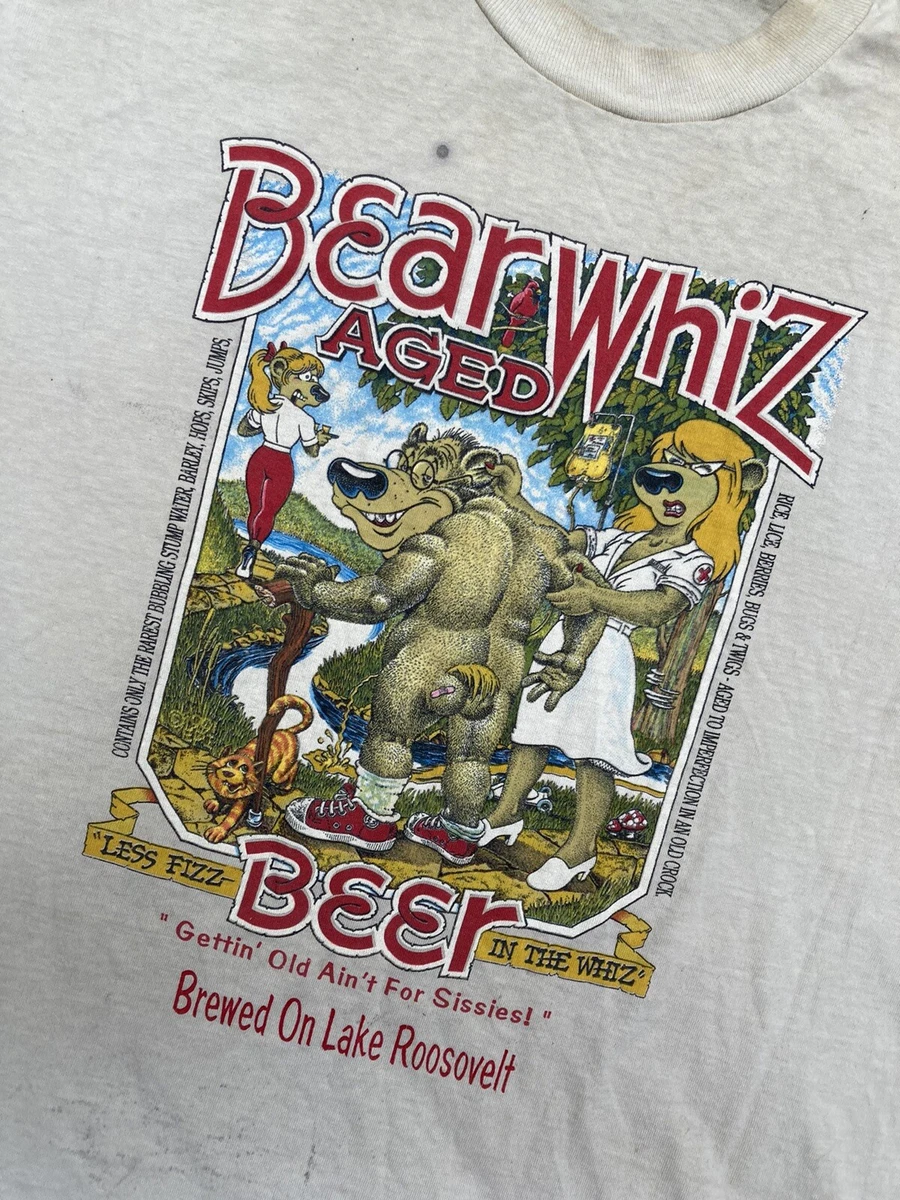 Bear Whiz
AGED
CONTAINS ONLY THE RAREST BUBBLING STUMP WATER, BARLEY, HOPS, SKIPS, JUMPS,
RICE, LICE, BERRIES, BUGS & TWIGS - AGED TO IMPERFECTION IN AN OLD CROCK
"LESS FIZZ
Beer
IN THE WHIZ"
"Gettin' Old Ain't For Sissies!"
Brewed On Lake Roosovelt